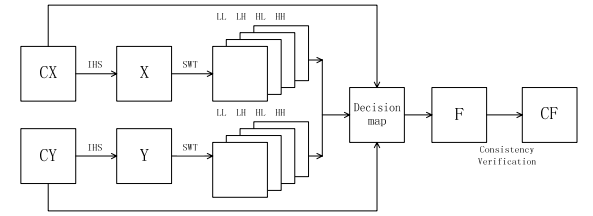 LL LH HL HH
CX
IHS
X
SWT
LL LH HL HH
CY
IHS
Y
SWT
Decision
map
F
CF
Consistency
Verification